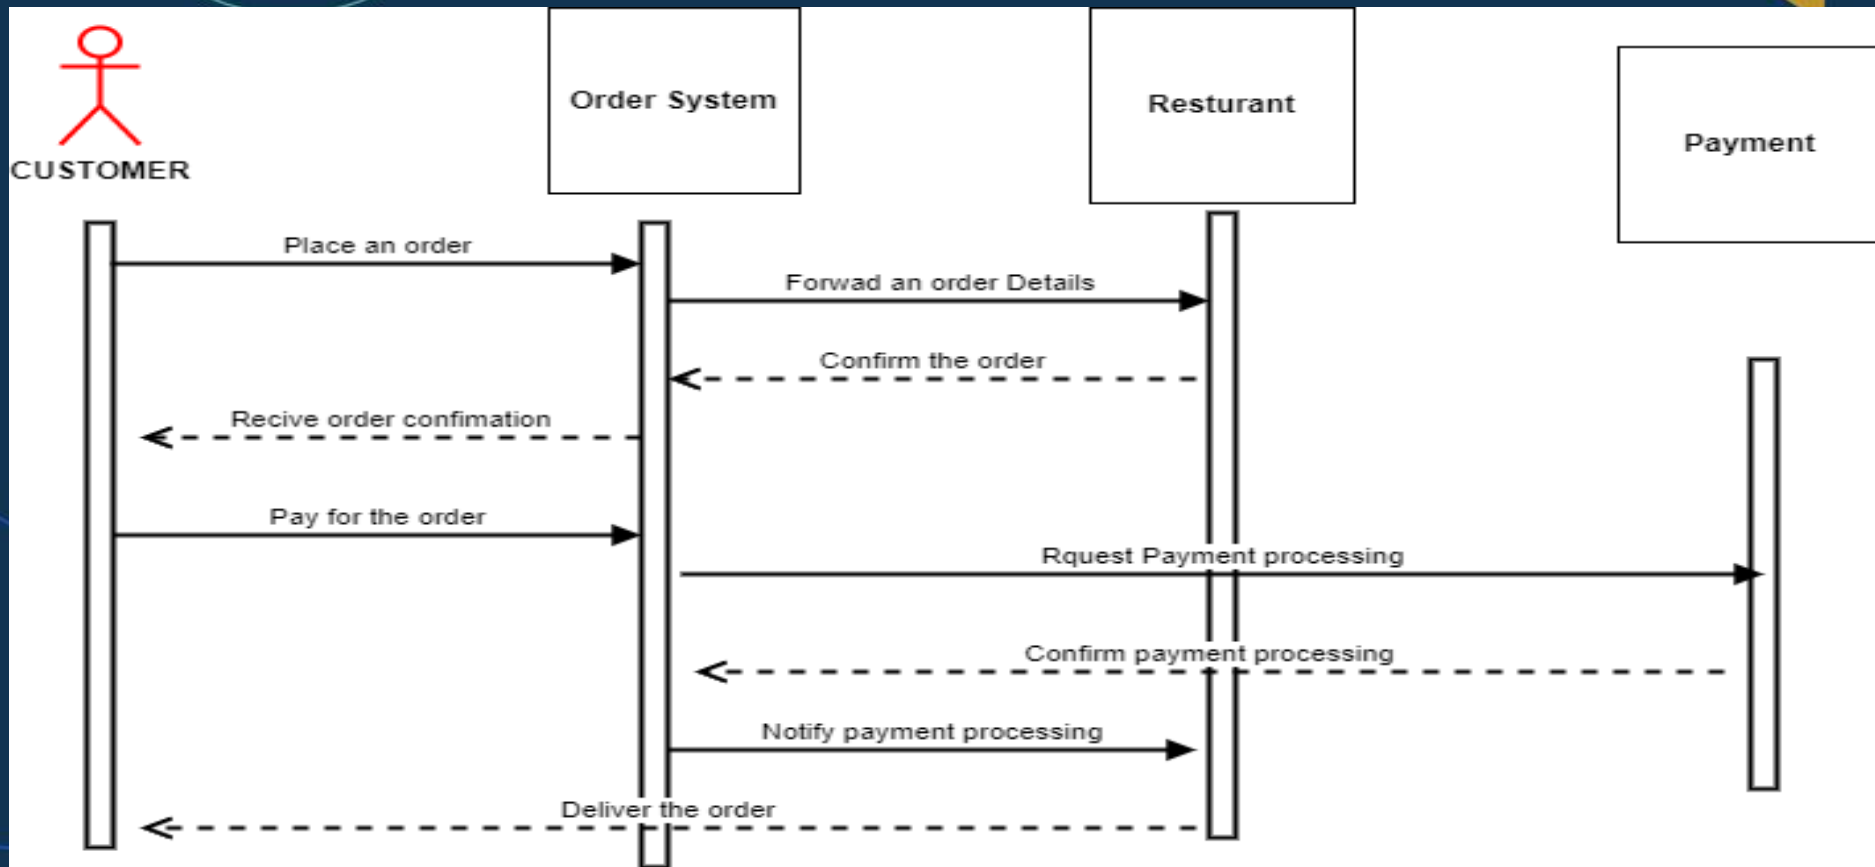 Order System
Resturant
Payment
CUSTOMER
Place an order
Forwad an order Details
Confirm the order
Recive order confimation
Pay for the order
Rquest Payment processing
Confirm payment processing
Notify payment processing
Deliver the order